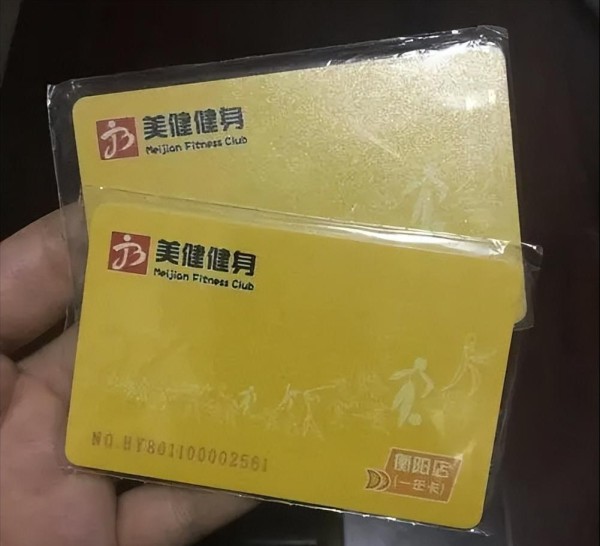 美健健身
Meijian Fitness Club
美健健身
Meijian Fitness Club
NO.HY801100002561
衡阳店
(一年卡)